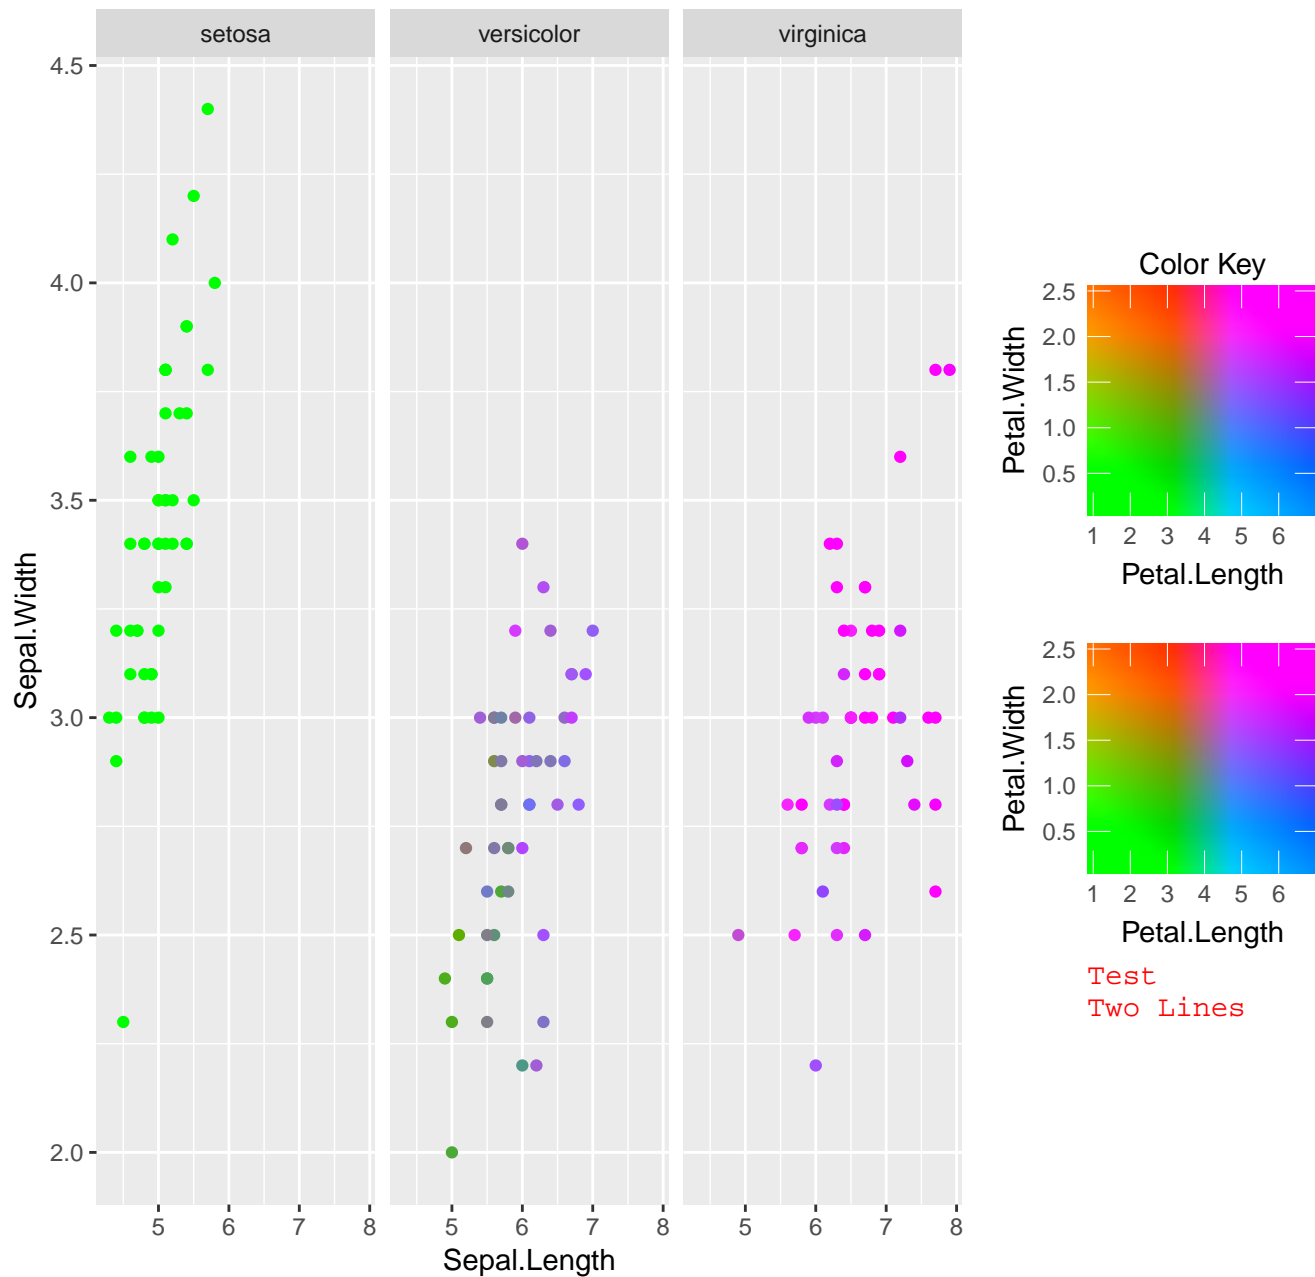 setosa
versicolor
virginica
4.5
4.0
3.5
3.0
2.5
2.0
Sepal.Width
5 6 7 8
5 6 7 8
5 6 7 8
Sepal.Length
Color Key
2.5
2.0
1.5
1.0
0.5
Petal.Width
1 2 3 4 5 6
Petal.Length
2.5
2.0
1.5
1.0
0.5
Petal.Width
1 2 3 4 5 6
Petal.Length
Test
Two Lines